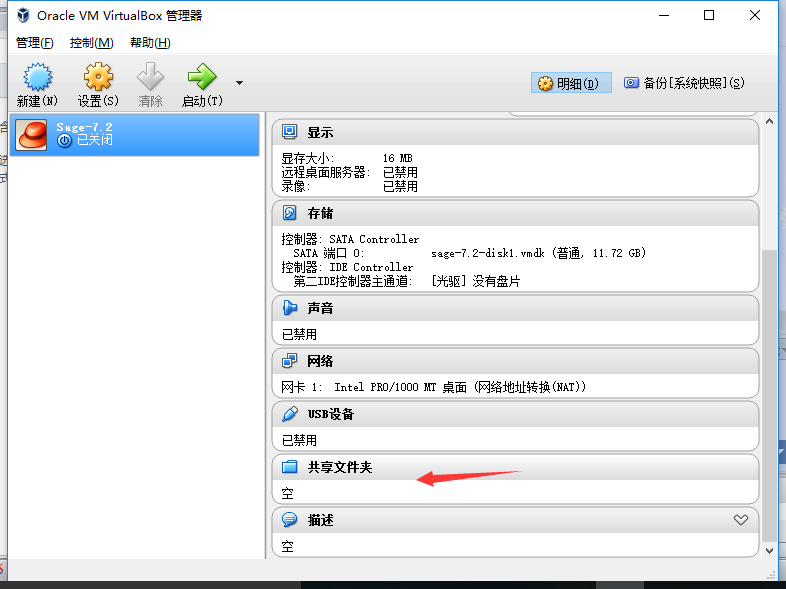 Oracle VM VirtualBox 管理器
管理(F) 控制(M) 帮助(H)
新建(N) 设置(S) 清除 启动(T) 明细(D) 备份[系统快照](S)
Sage-7.2
已关闭
显示
显存大小: 16 MB
远程桌面服务器: 已禁用
录像: 已禁用
存储
控制器: SATA Controller
SATA 端口 0: sage-7.2-disk1.vmdk (普通, 11.72 GB)
控制器: IDE Controller
第二IDE控制器主通道: [光驱] 没有盘片
声音
已禁用
网络
网卡 1: Intel PRO/1000 MT 桌面 (网络地址转换(NAT))
USB设备
已禁用
共享文件夹
空
描述
空